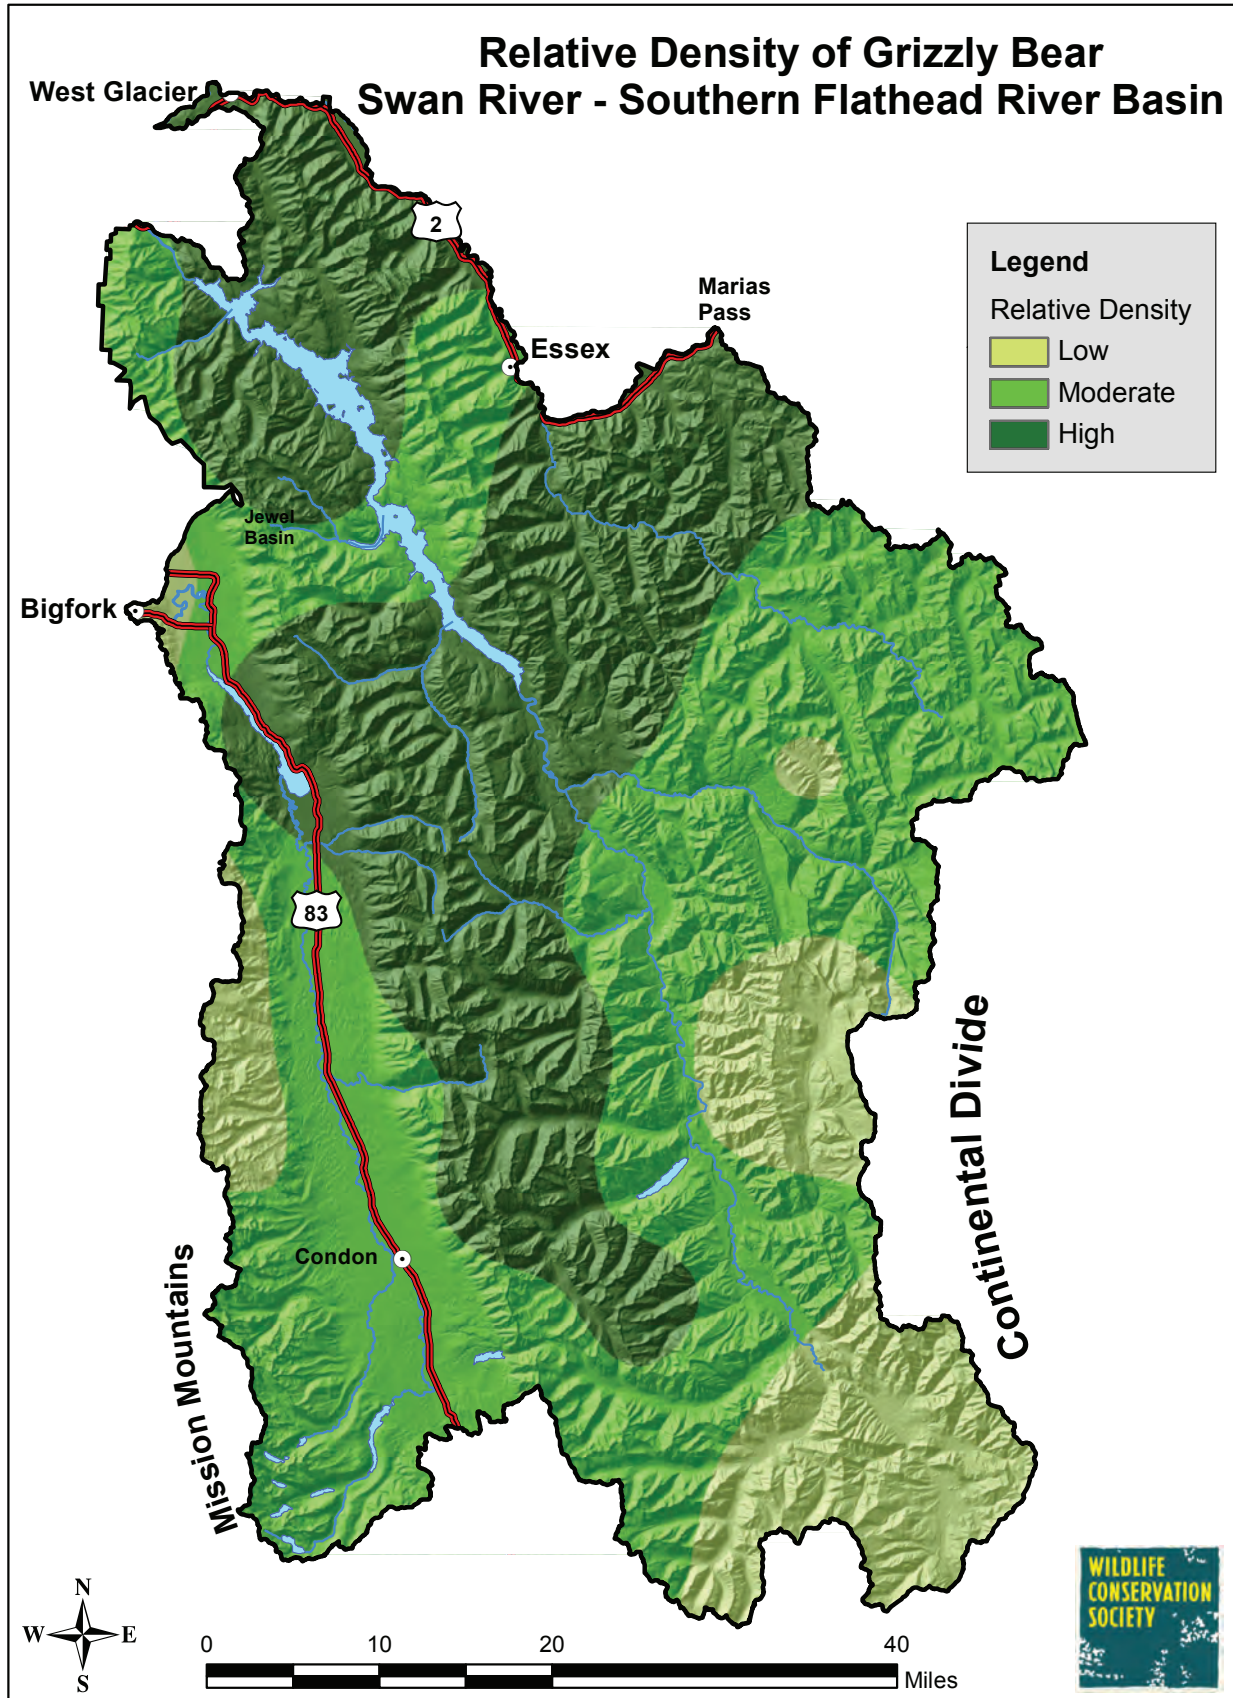 Relative Density of Grizzly Bear
Swan River - Southern Flathead River Basin
West Glacier
2
Marias
Pass
Essex
Legend
Relative Density
Low
Moderate
High
Jewel
Basin
Bigfork
83
Continental Divide
Condon
Mission Mountains
N
W E
S
0 10 20 40
Miles
WILDLIFE
CONSERVATION
SOCIETY